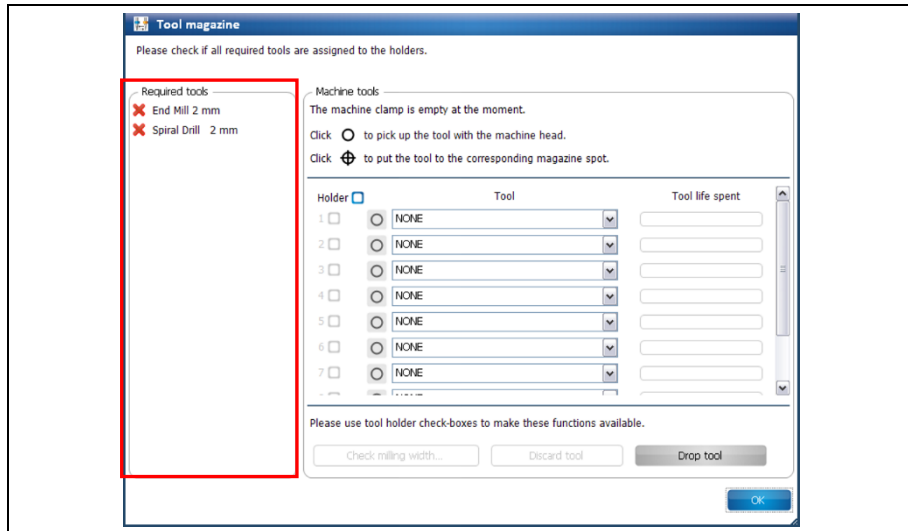 Tool magazine
Please check if all required tools are assigned to the holders.
Required tools
End Mill 2 mm
Spiral Drill 2 mm
Machine tools
The machine clamp is empty at the moment.
Click to pick up the tool with the machine head.
Click to put the tool to the corresponding magazine spot.
Holder Tool Tool life spent
1 NONE
2 NONE
3 NONE
4 NONE
5 NONE
6 NONE
7 NONE
Please use tool holder check-boxes to make these functions available.
Check milling width... Discard tool Drop tool
OK